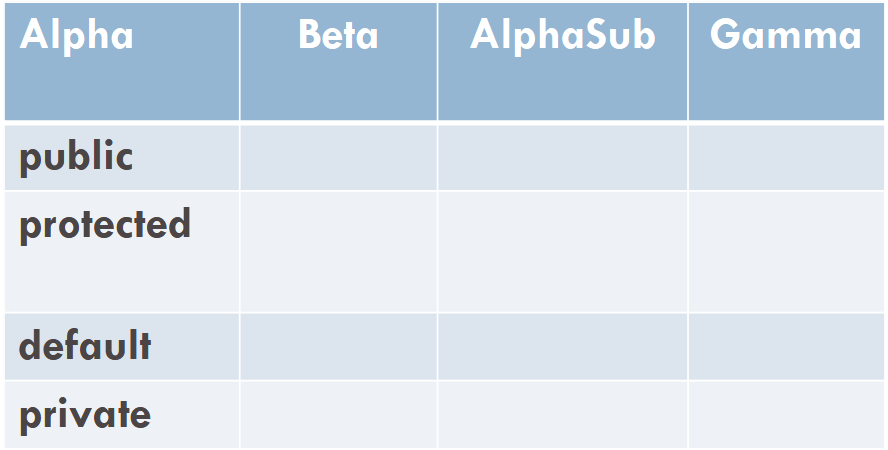 Alpha Beta AlphaSub Gamma
public
protected
default
private